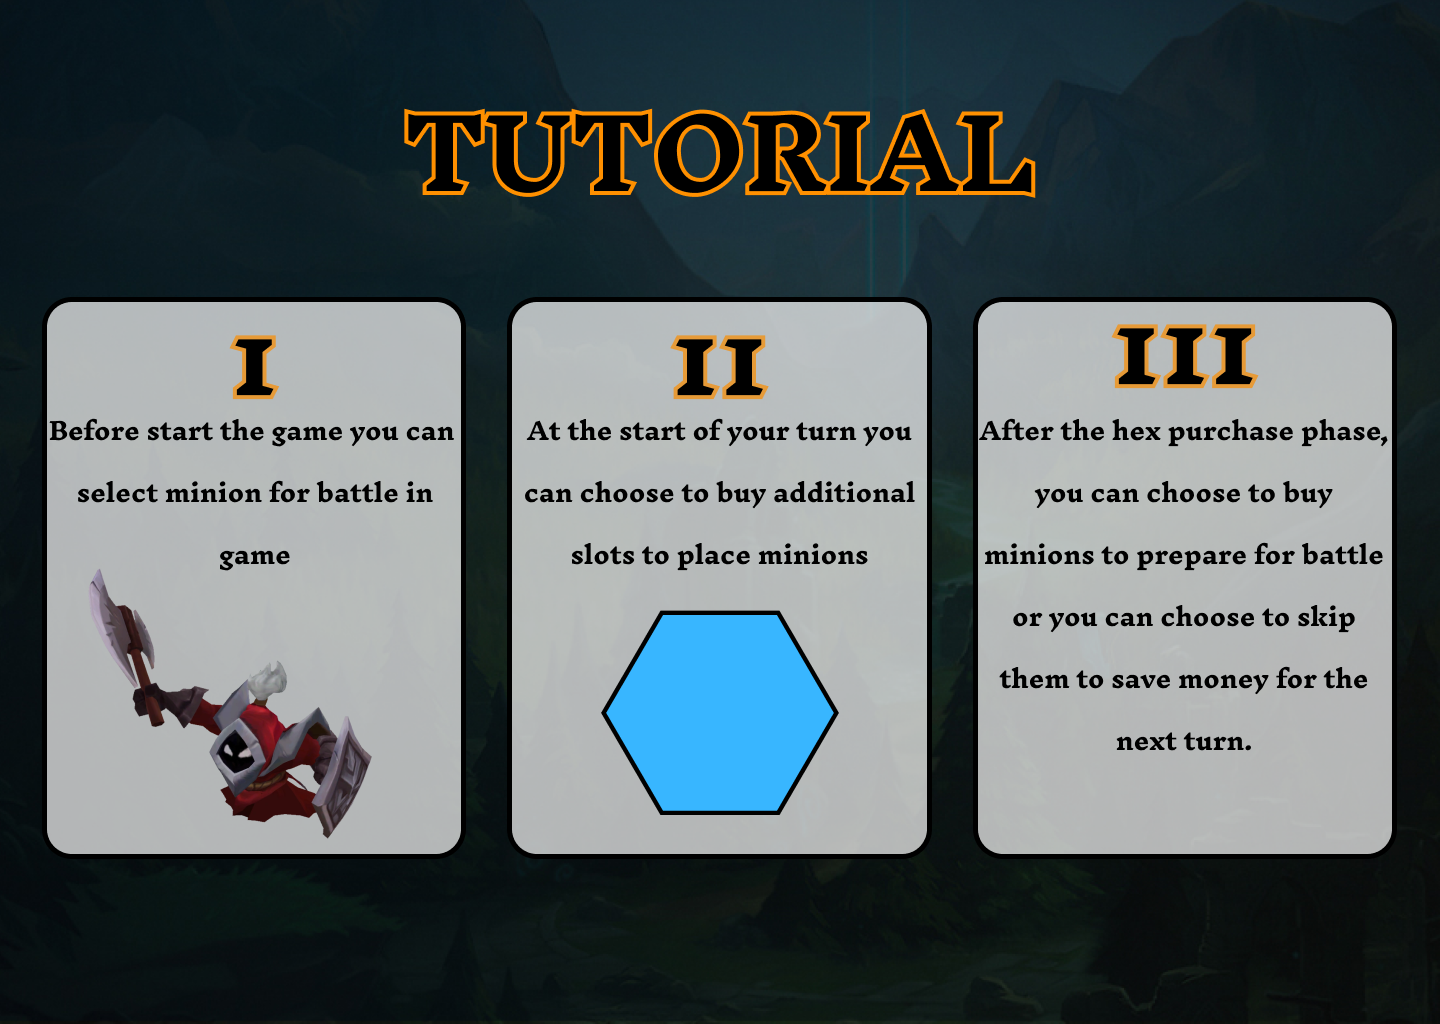 TUTORIAL
I
Before start the game you can
select minion for battle in
game
II
At the start of your turn you
can choose to buy additional
slots to place minions
III
After the hex purchase phase,
you can choose to buy
minions to prepare for battle
or you can choose to skip
them to save money for the
next turn.